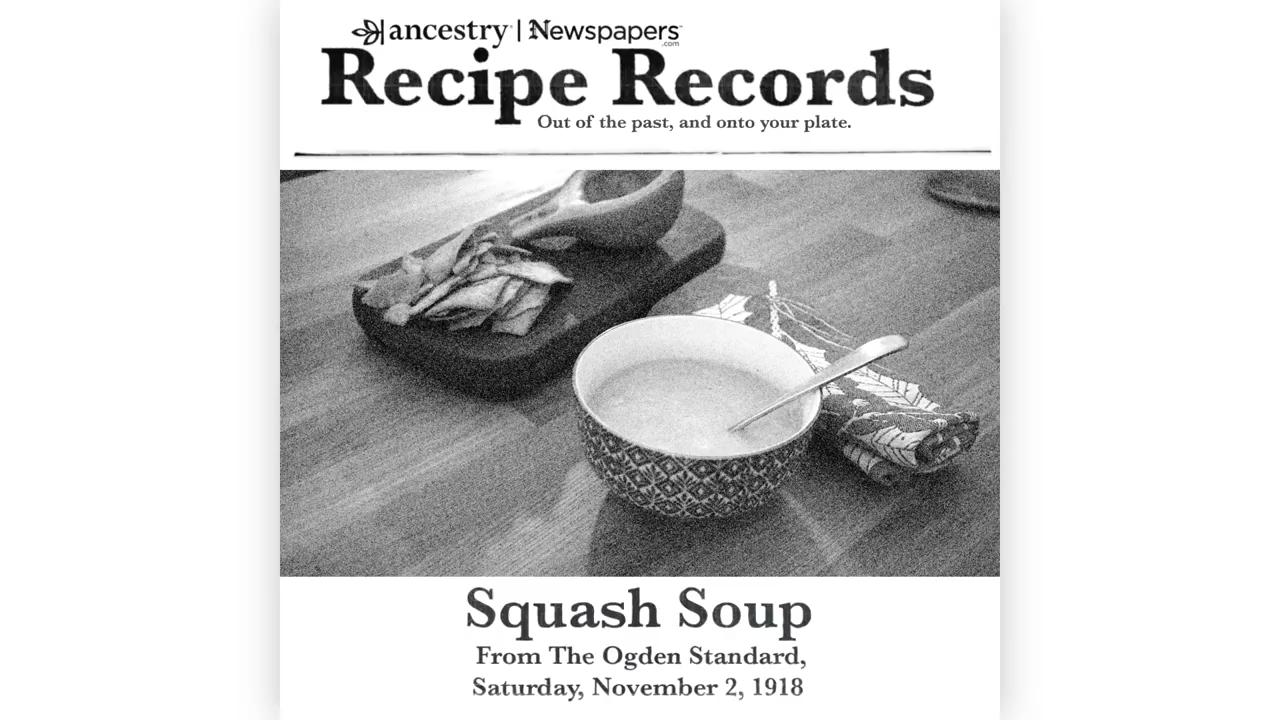 ancestry | Newspapers.com
Recipe Records
Out of the past, and onto your plate.
Squash Soup
From The Ogden Standard,
Saturday, November 2, 1918